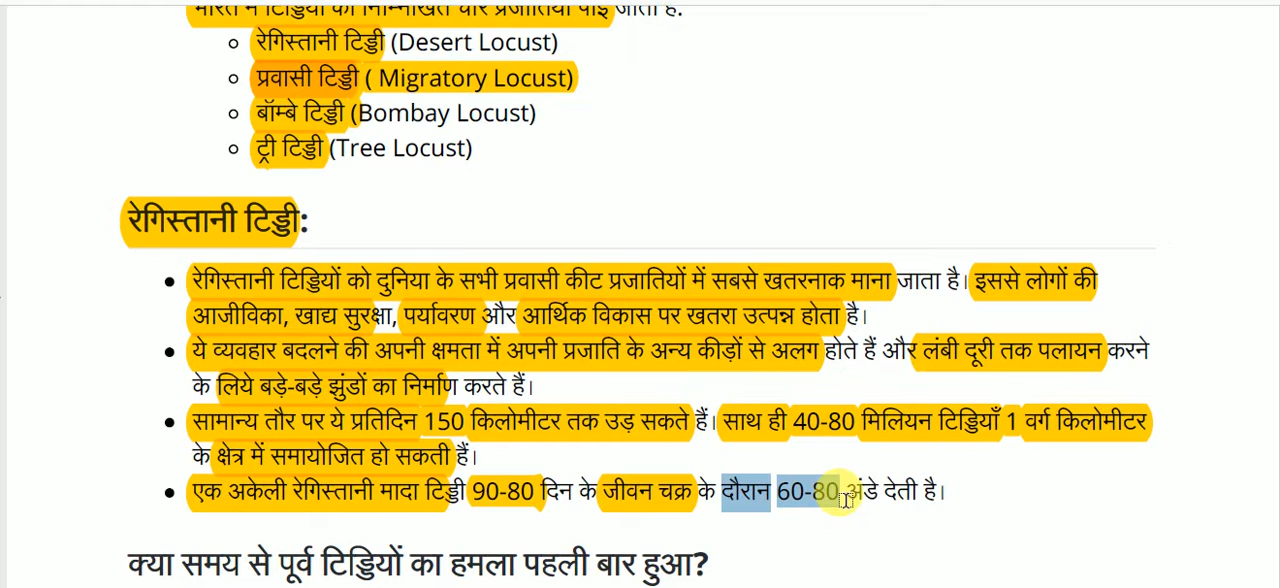 भारत में टिड्डियों की निम्नलिखित चार प्रजातियाँ पाई जाती हैं:
रेगिस्तानी टिड्डी (Desert Locust)
प्रवासी टिड्डी ( Migratory Locust)
बॉम्बे टिड्डी (Bombay Locust)
ट्री टिड्डी (Tree Locust)
रेगिस्तानी टिड्डी:
रेगिस्तानी टिड्डियों को दुनिया के सभी प्रवासी कीट प्रजातियों में सबसे खतरनाक माना जाता है। इससे लोगों की
आजीविका, खाद्य सुरक्षा, पर्यावरण और आर्थिक विकास पर खतरा उत्पन्न होता है।
ये व्यवहार बदलने की अपनी क्षमता में अपनी प्रजाति के अन्य कीड़ों से अलग होते हैं और लंबी दूरी तक पलायन करने
के लिये बड़े-बड़े झुंडों का निर्माण करते हैं।
सामान्य तौर पर ये प्रतिदिन 150 किलोमीटर तक उड़ सकते हैं। साथ ही 40-80 मिलियन टिड्डियाँ 1 वर्ग किलोमीटर
के क्षेत्र में समायोजित हो सकती हैं।
एक अकेली रेगिस्तानी मादा टिड्डी 90-80 दिन के जीवन चक्र के दौरान 60-80 अंडे देती है।
क्या समय से पूर्व टिड्डियों का हमला पहली बार हुआ?